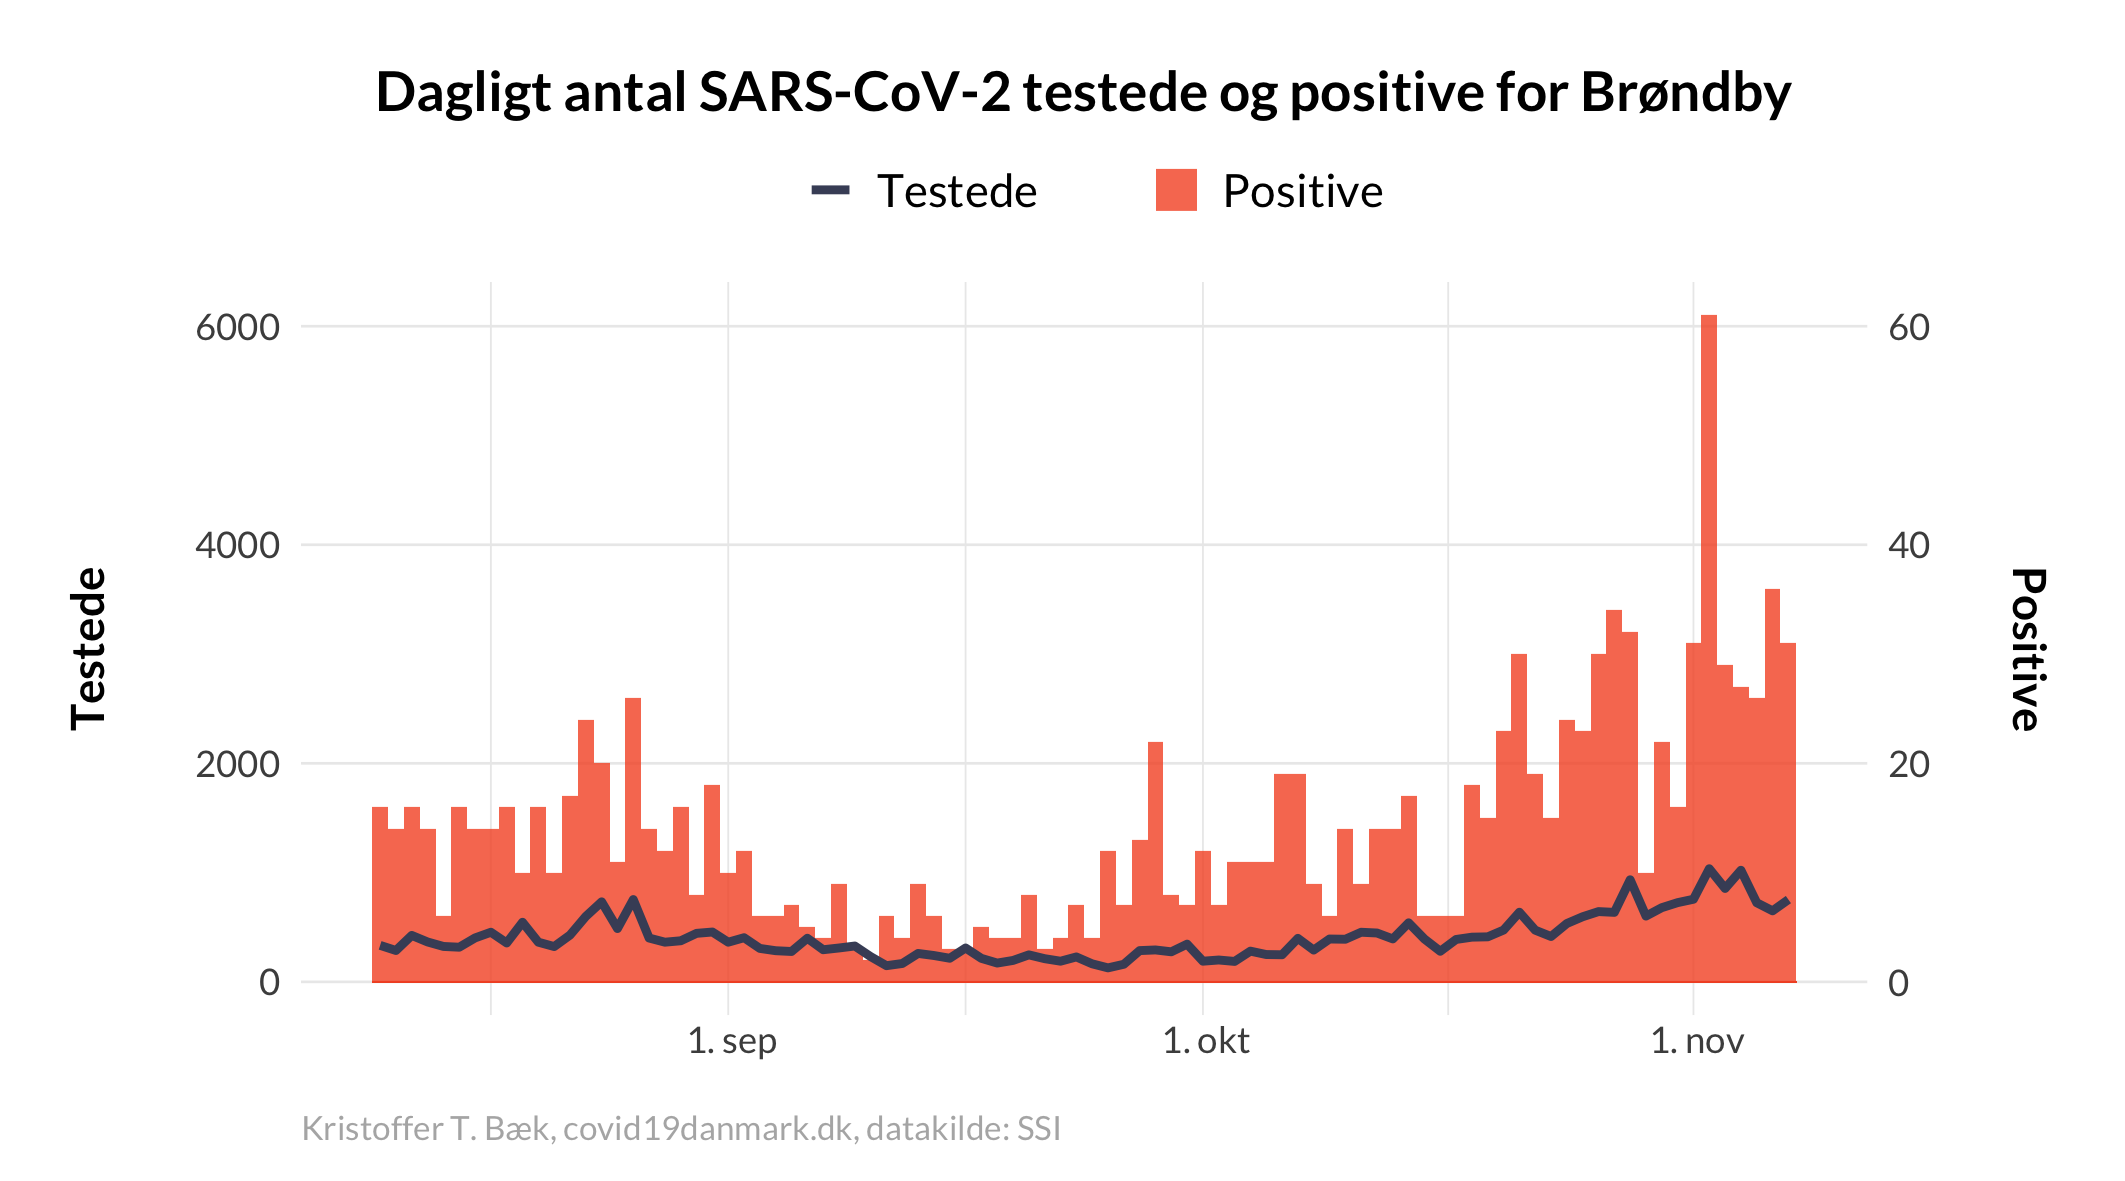 Dagligt antal SARS-CoV-2 testede og positive for Brøndby
Testede
Positive
6000
4000
2000
0
60
40
20
0
Testede
Positive
1. sep
1. okt
1. nov
Kristoffer T. Bæk, covid19danmark.dk, datakilde: SSI